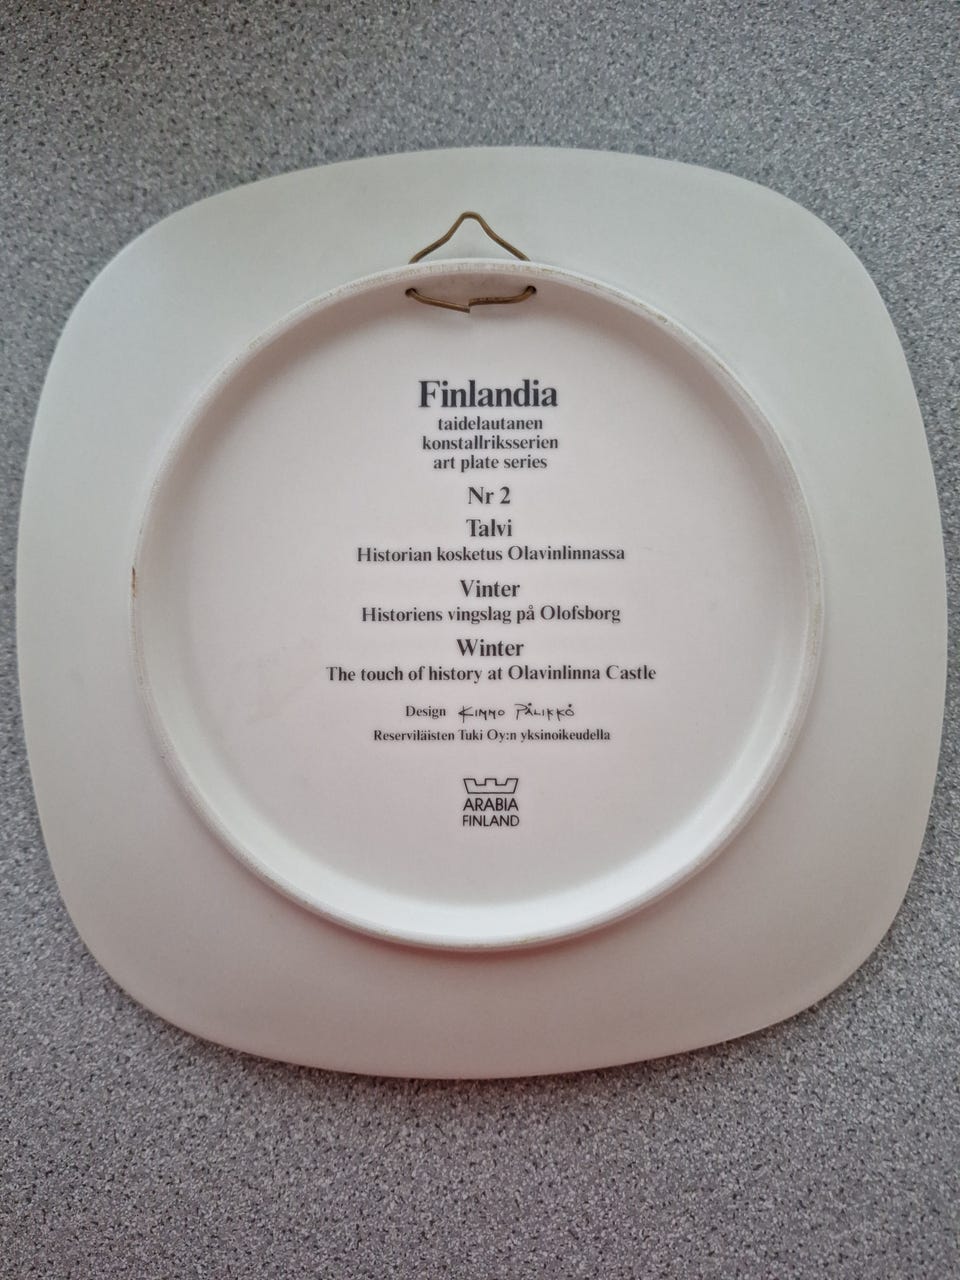 Finlandia
taidelautanen
konstallriksserien
art plate series
Nr 2
Talvi
Historian kosketus Olavinlinnassa
Vinter
Historiens vingslag på Olofsborg
Winter
The touch of history at Olavinlinna Castle
Design Kimmo Pälikkö
Reserviläisten Tuki Oy:n yksinoikeudella
ARABIA
FINLAND